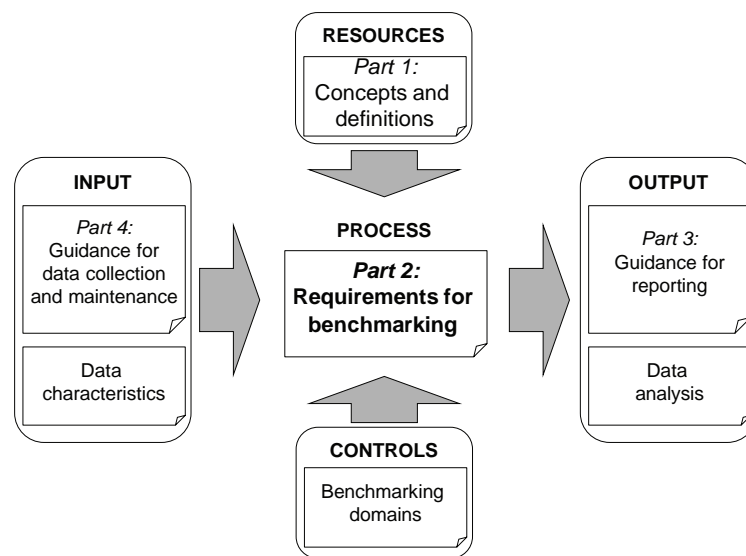 RESOURCES
Part 1:
Concepts and
definitions
INPUT
Part 4:
Guidance for
data collection
and maintenance
Data
characteristics
PROCESS
Part 2:
Requirements for
benchmarking
OUTPUT
Part 3:
Guidance for
reporting
Data
analysis
CONTROLS
Benchmarking
domains